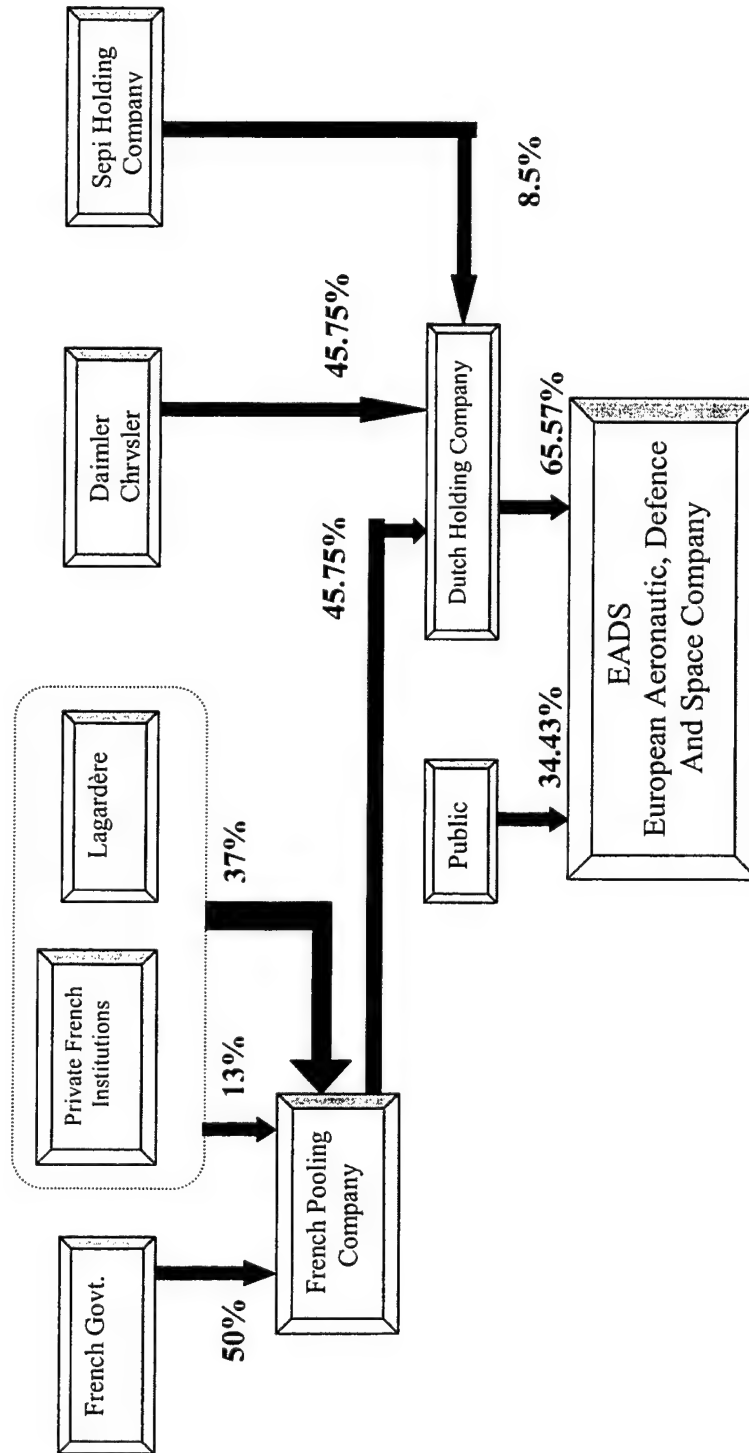 French Govt.
Private French
Institutions
Lagardère
Daimler
Chrysler
Sepi Holding
Company
50%
13%
37%
45.75%
45.75%
8.5%
French Pooling
Company
Public
Dutch Holding Company
34.43%
65.57%
EADS
European Aeronautic, Defence
And Space Company